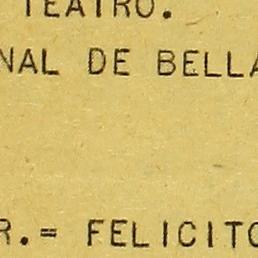 TEATRO.
NAL DE BELLA
R.= FELICITO